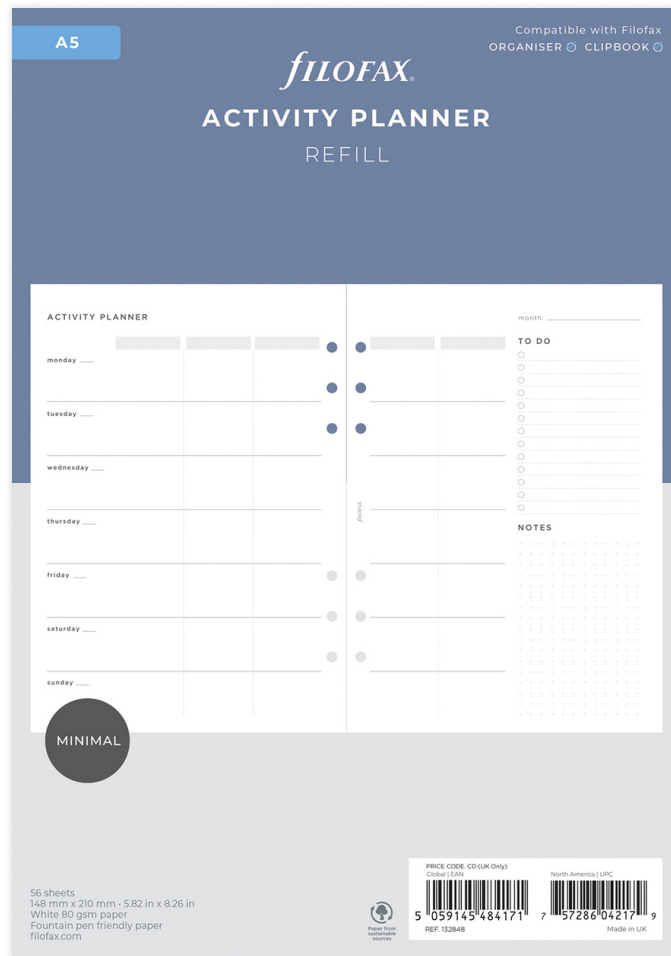 A5
Compatible with Filofax
ORGANISER CLIPBOOK
fILOFAX®
ACTIVITY PLANNER
REFILL
ACTIVITY PLANNER
month:
TO DO
monday
tuesday
wednesday
thursday
filofax
NOTES
friday
saturday
sunday
MINIMAL
56 sheets
148 mm x 210 mm • 5.82 in x 8.26 in
White 80 gsm paper
Fountain pen friendly paper
filofax.com
Paper from
sustainable
sources
PRICE CODE. CD (UK Only)
Global | EAN
North America | UPC
5 059145 484171
7 57286 04217 9
REF. 132848
Made in UK